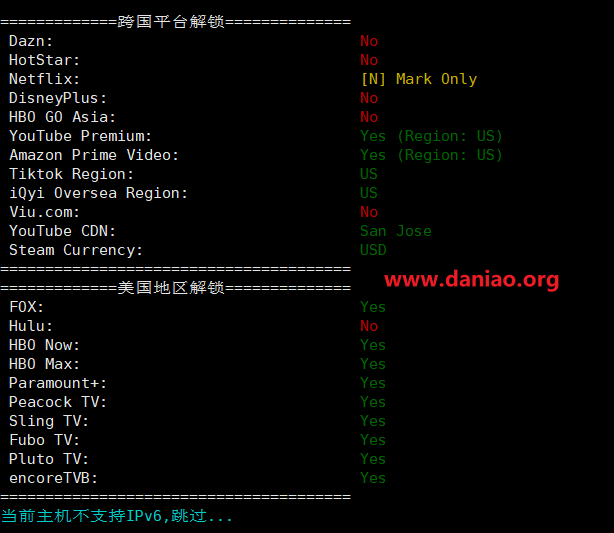 =============跨国平台解锁==============
Dazn: No
HotStar: No
Netflix: [N] Mark Only
DisneyPlus: No
HBO GO Asia: No
YouTube Premium: Yes (Region: US)
Amazon Prime Video: Yes (Region: US)
Tiktok Region: US
iQyi Oversea Region: US
Viu.com: No
YouTube CDN: San Jose
Steam Currency: USD
=======================================
www.daniao.org
=============美国地区解锁==============
FOX: Yes
Hulu: No
HBO Now: Yes
HBO Max: Yes
Paramount+: Yes
Peacock TV: Yes
Sling TV: Yes
Fubo TV: Yes
Pluto TV: Yes
encoreTVB: Yes
=======================================
当前主机不支持IPv6,跳过...